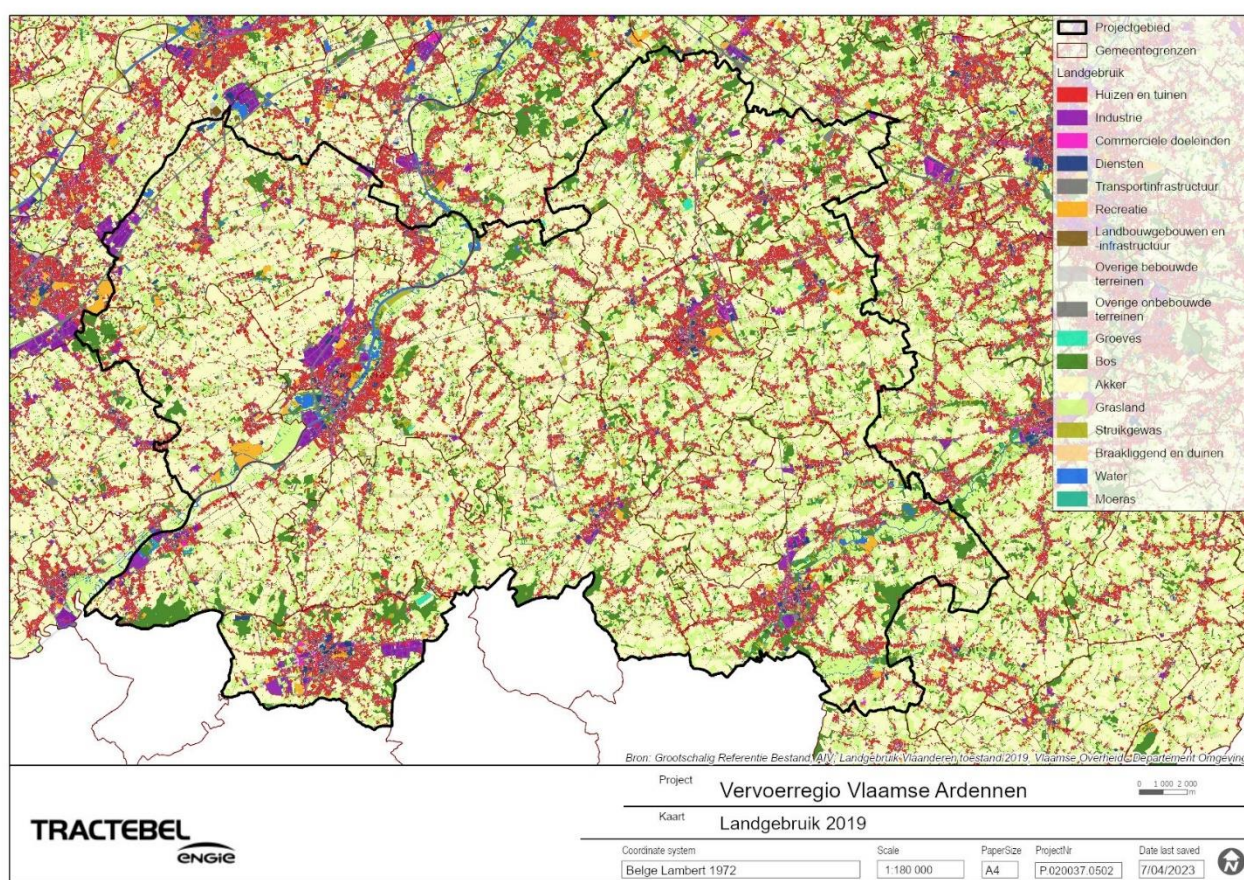 Projectgebied
Gemeentegrenzen
Landgebruik
Huizen en tuinen
Industrie
Commerciële doeleinden
Diensten
Transportinfrastructuur
Recreatie
Landbouwgebouwen en
-infrastructuur
Overige bebouwde
terreinen
Overige onbebouwde
terreinen
Groeves
Bos
Akker
Grasland
Struikgewas
Braakliggend en duinen
Water
Moeras
Bron: Grootschalig Referentie Bestand, AIV; Landgebruik Vlaanderen toestand 2019, Vlaamse Overheid, Departement Omgeving
TRACTEBEL
ENGIE
Project
Vervoerregio Vlaamse Ardennen
0 1 000 2 000
m
Kaart
Landgebruik 2019
Coordinate system
Scale
PaperSize
ProjectNr
Date last saved
Belge Lambert 1972
1:180 000
A4
P.020037.0502
7/04/2023
N